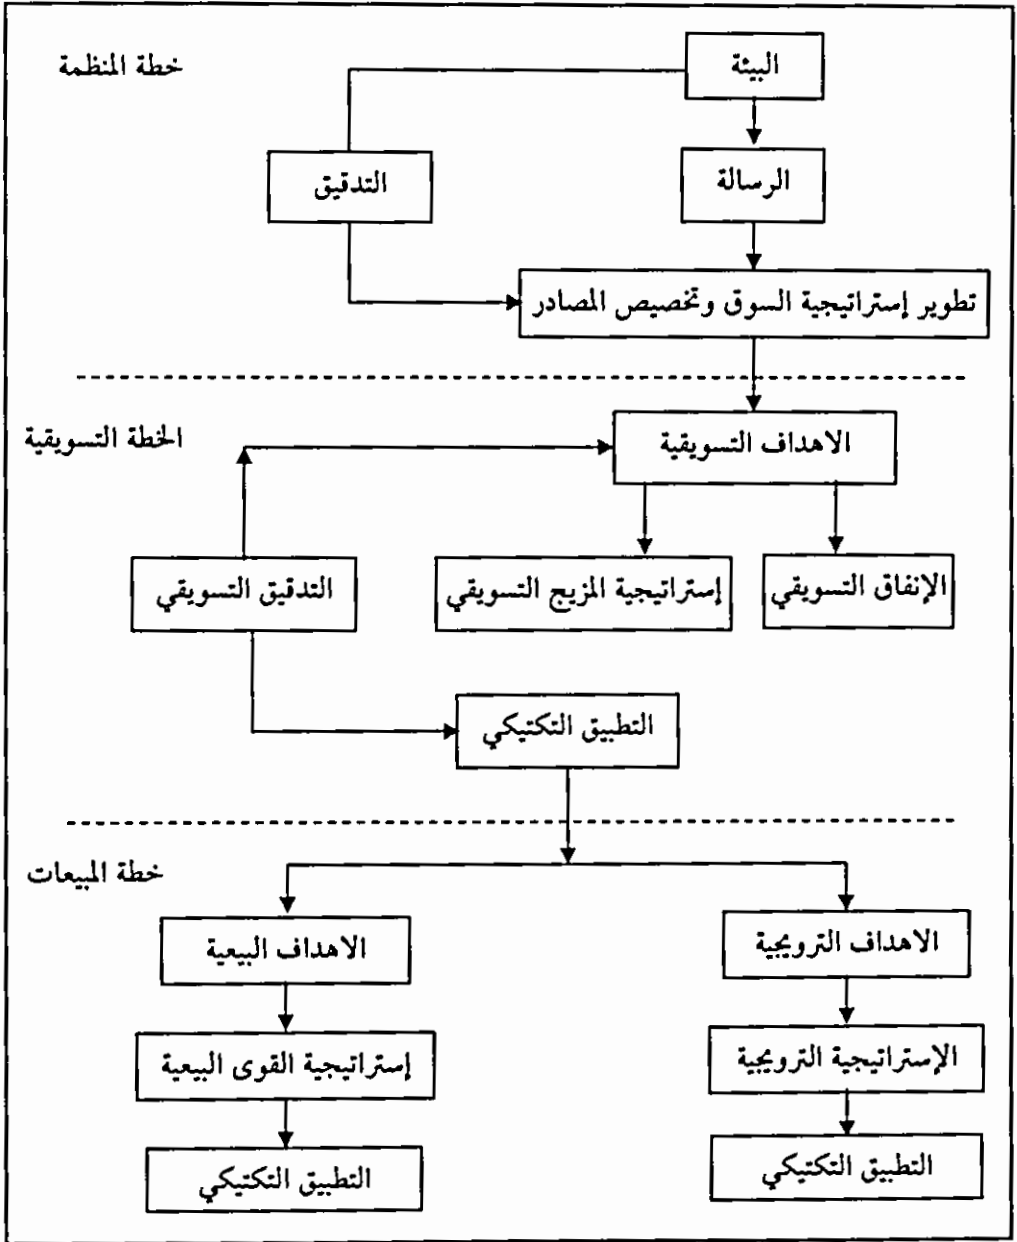 خطة المنظمة
البيئة
التدقيق
الرسالة
تطوير إستراتيجية السوق وتخصيص المصادر
الخطة التسويقية
الاهداف التسويقية
الإنفاق التسويقي
إستراتيجية المزيج التسويقي
التدقيق التسويقي
التطبيق التكتيكي
خطة المبيعات
الاهداف الترويجية
الاهداف البيعية
الإستراتيجية الترويجية
إستراتيجية القوى البيعية
التطبيق التكتيكي
التطبيق التكتيكي